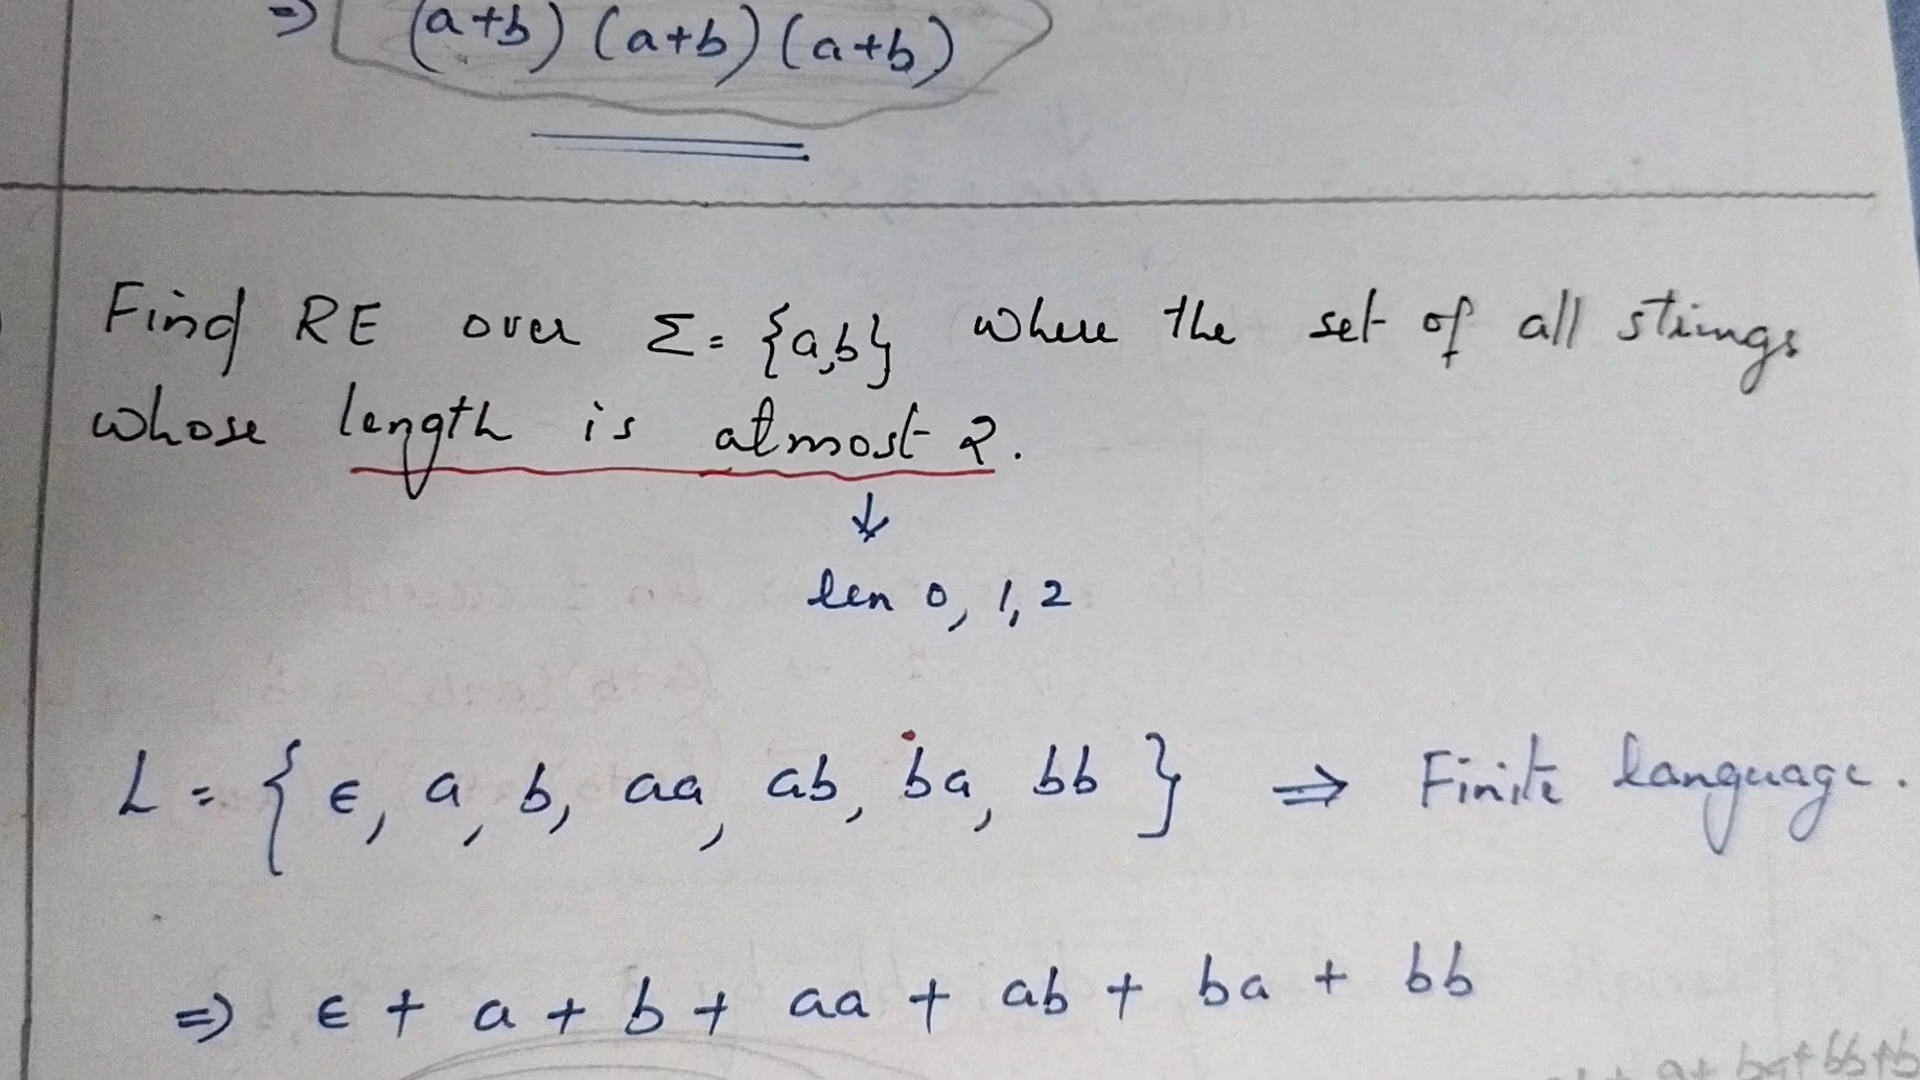 => (a+b) (a+b) (a+b)
Find RE over Σ = {a,b} where the set of all strings
whose length is atmost 2.
↓
len 0, 1, 2
L = { ε, a, b, aa, ab, ba, bb } ⇒ Finite language.
=> ε + a + b + aa + ab + ba + bb